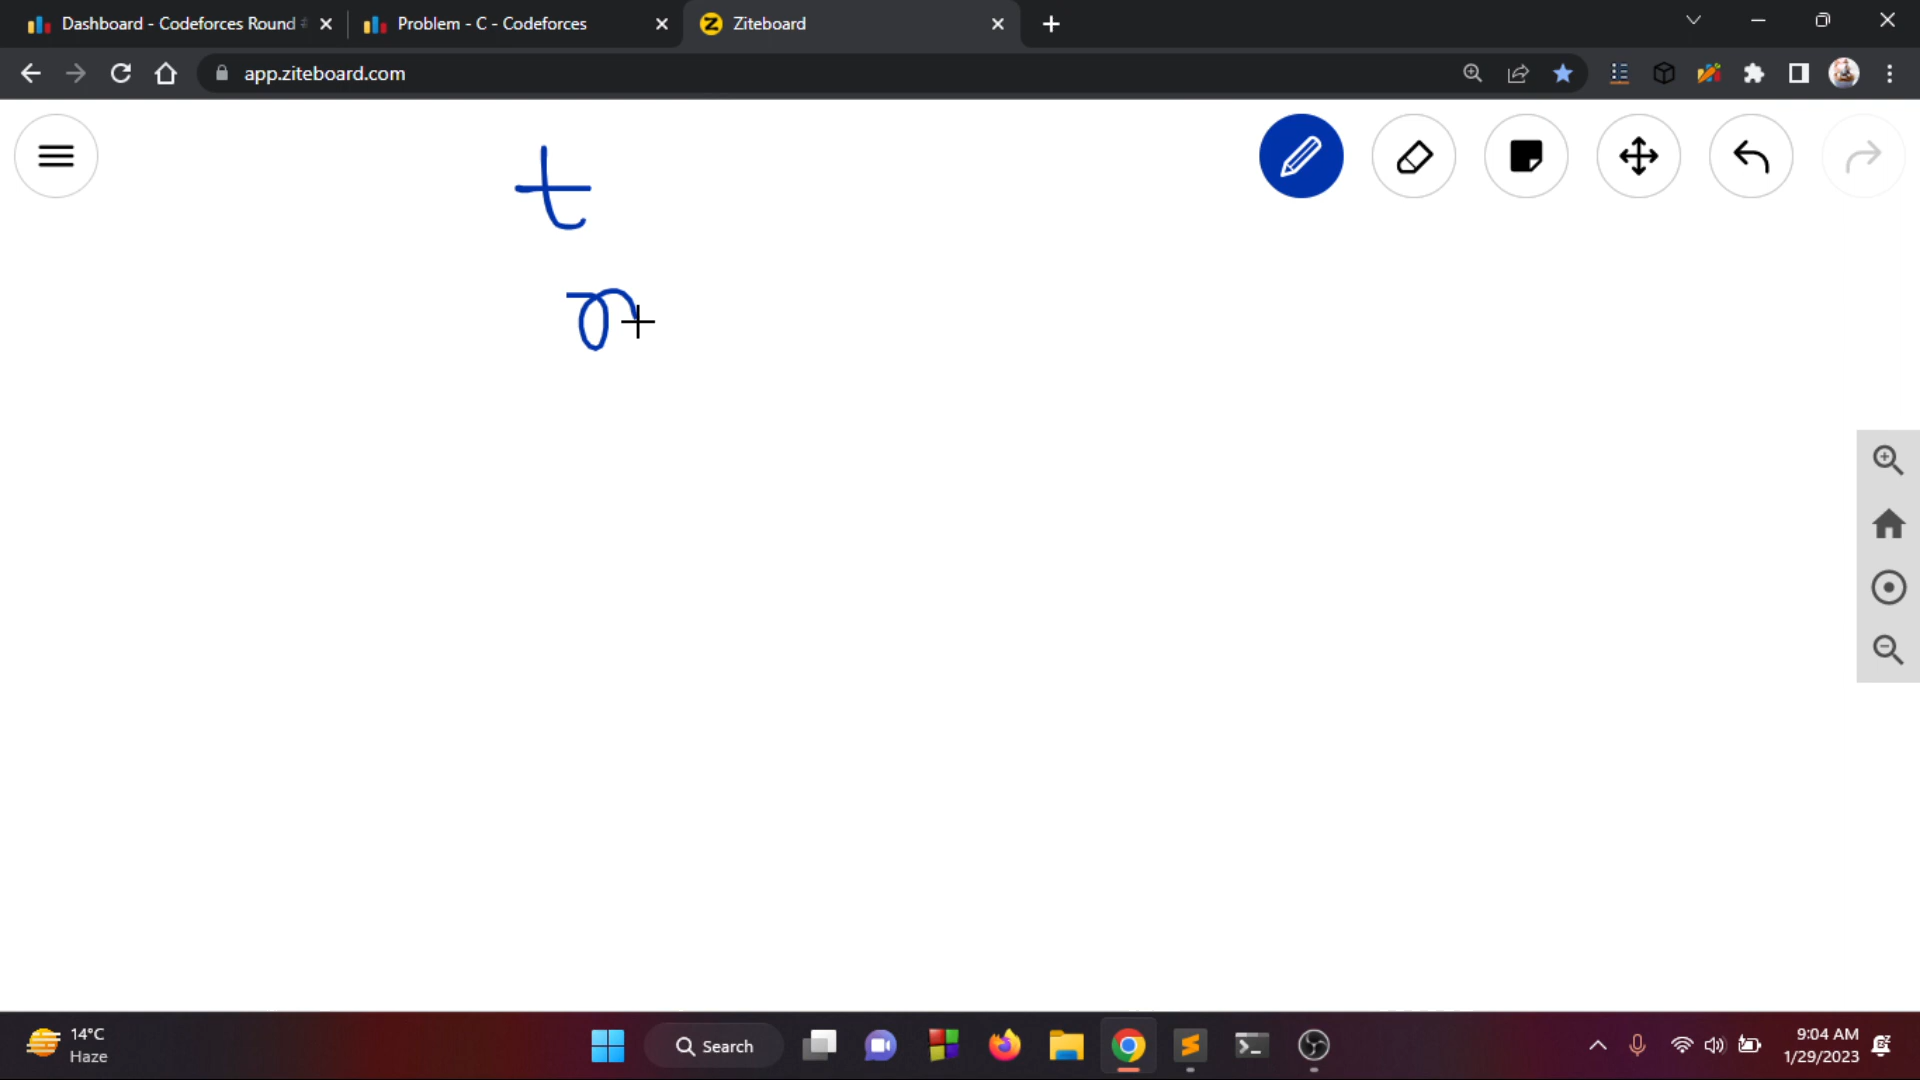 Dashboard - Codeforces Round
Problem - C - Codeforces
Ziteboard
app.ziteboard.com
t
14°C
Haze
Search
9:04 AM
1/29/2023